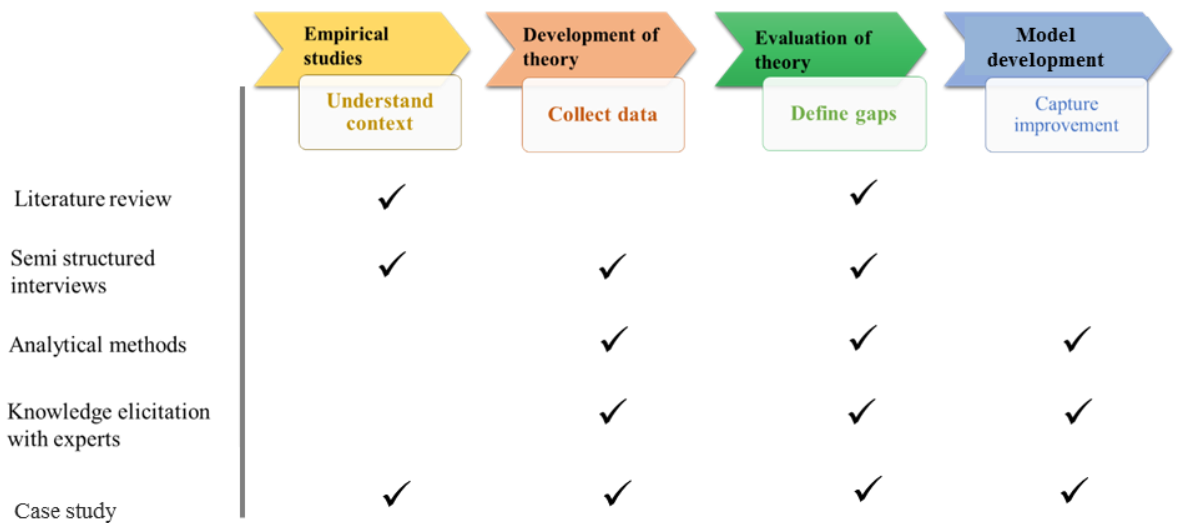 Empirical
studies
Development of
theory
Evaluation of
theory
Model
development
Understand
context
Collect data
Define gaps
Capture
improvement
Literature review
Semi structured
interviews
Analytical methods
Knowledge elicitation
with experts
Case study